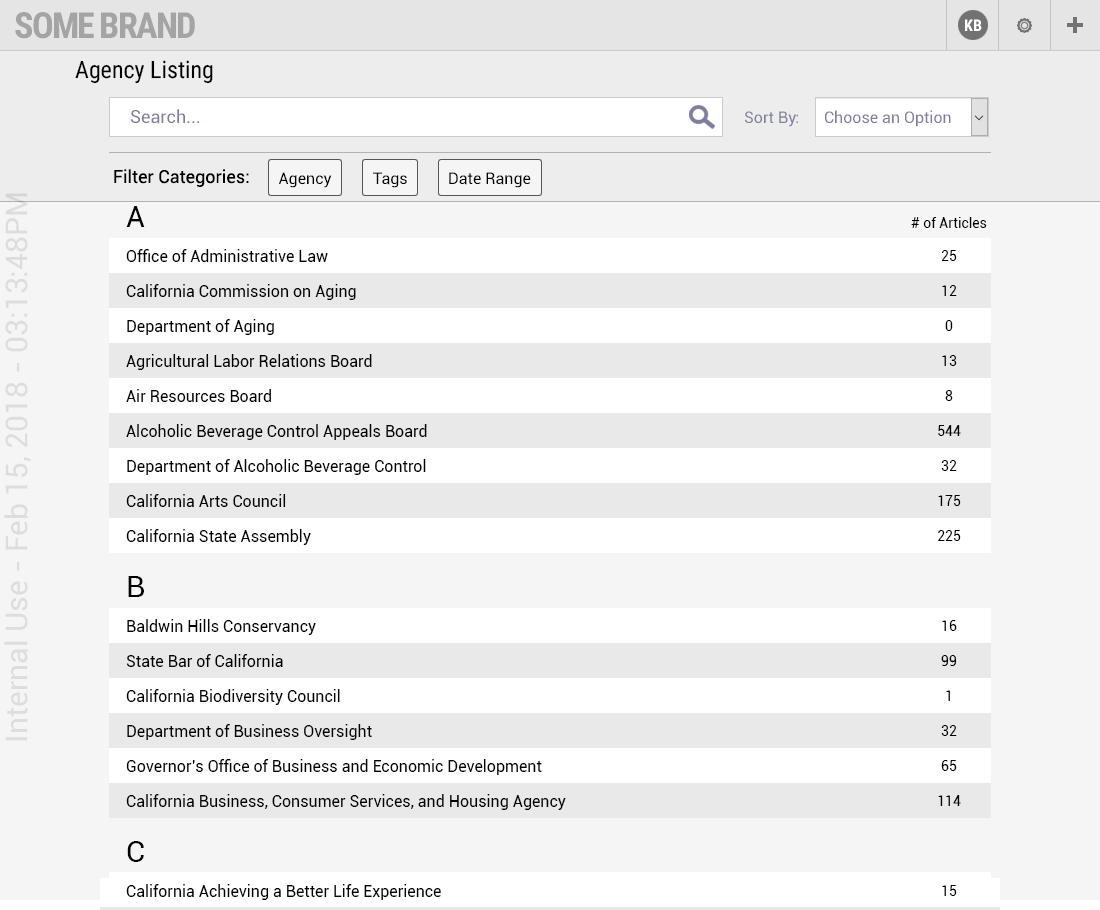 SOME BRAND
KB
Agency Listing
Search...
Sort By:
Choose an Option
Filter Categories:
Agency
Tags
Date Range
Internal Use - Feb 15, 2018 - 03:13:48PM
A
# of Articles
Office of Administrative Law 25
California Commission on Aging 12
Department of Aging 0
Agricultural Labor Relations Board 13
Air Resources Board 8
Alcoholic Beverage Control Appeals Board 544
Department of Alcoholic Beverage Control 32
California Arts Council 175
California State Assembly 225
B
Baldwin Hills Conservancy 16
State Bar of California 99
California Biodiversity Council 1
Department of Business Oversight 32
Governor's Office of Business and Economic Development 65
California Business, Consumer Services, and Housing Agency 114
C
California Achieving a Better Life Experience 15